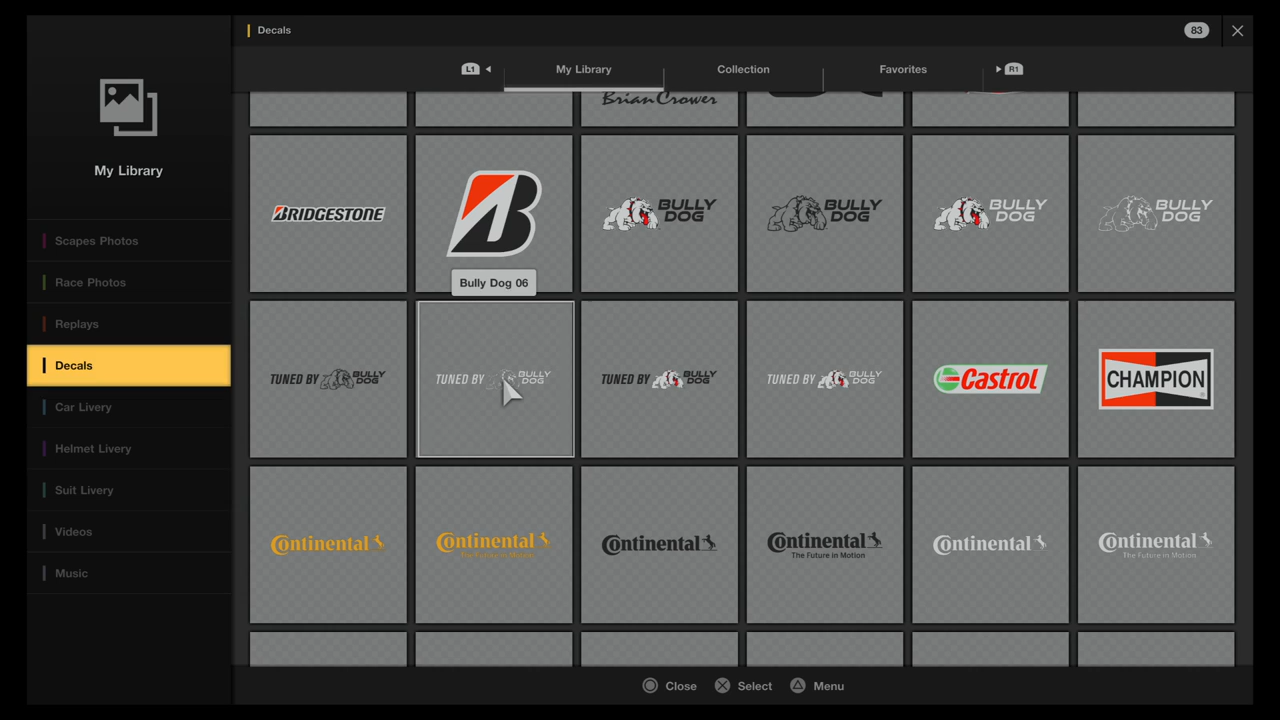 Decals
83
L1
My Library
Collection
Favorites
R1
My Library
Scapes Photos
Race Photos
Replays
Decals
Car Livery
Helmet Livery
Suit Livery
Videos
Music
BrianCrower
BRIDGESTONE
B
BULLY
DOG
BULLY
DOG
BULLY
DOG
BULLY
DOG
Bully Dog 06
TUNED BY BULLY DOG
TUNED BY BULLY DOG
TUNED BY BULLY DOG
TUNED BY BULLY DOG
Castrol
CHAMPION
Continental
Continental
The Future in Motion
Continental
Continental
The Future in Motion
Continental
Continental
The Future in Motion
Close
Select
Menu